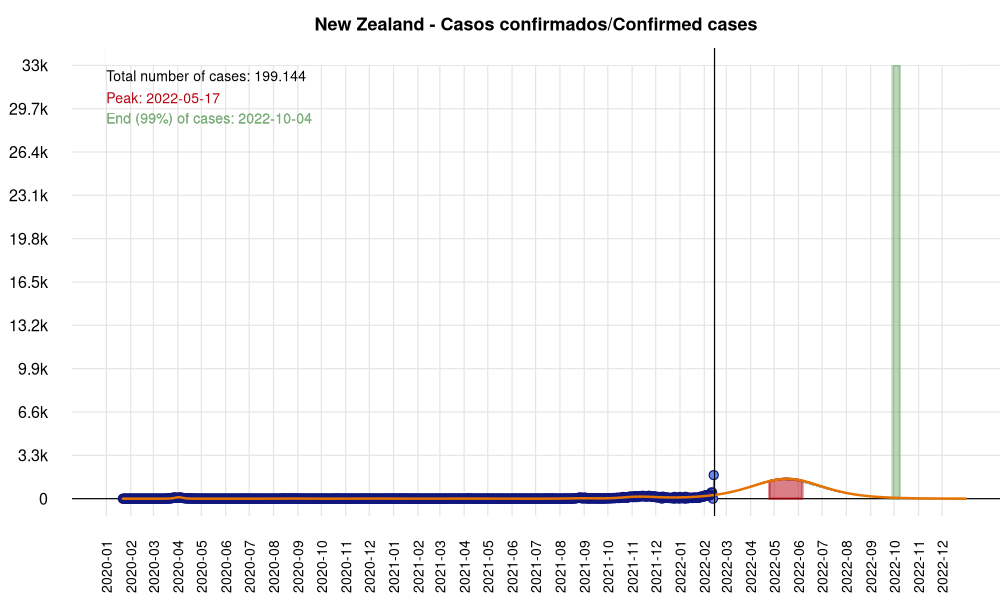 New Zealand - Casos confirmados/Confirmed cases
Total number of cases: 199.144
Peak: 2022-05-17
End (99%) of cases: 2022-10-04
33k
29.7k
26.4k
23.1k
19.8k
16.5k
13.2k
9.9k
6.6k
3.3k
0
2020-01
2020-02
2020-03
2020-04
2020-05
2020-06
2020-07
2020-08
2020-09
2020-10
2020-11
2020-12
2021-01
2021-02
2021-03
2021-04
2021-05
2021-06
2021-07
2021-08
2021-09
2021-10
2021-11
2021-12
2022-01
2022-02
2022-03
2022-04
2022-05
2022-06
2022-07
2022-08
2022-09
2022-10
2022-11
2022-12